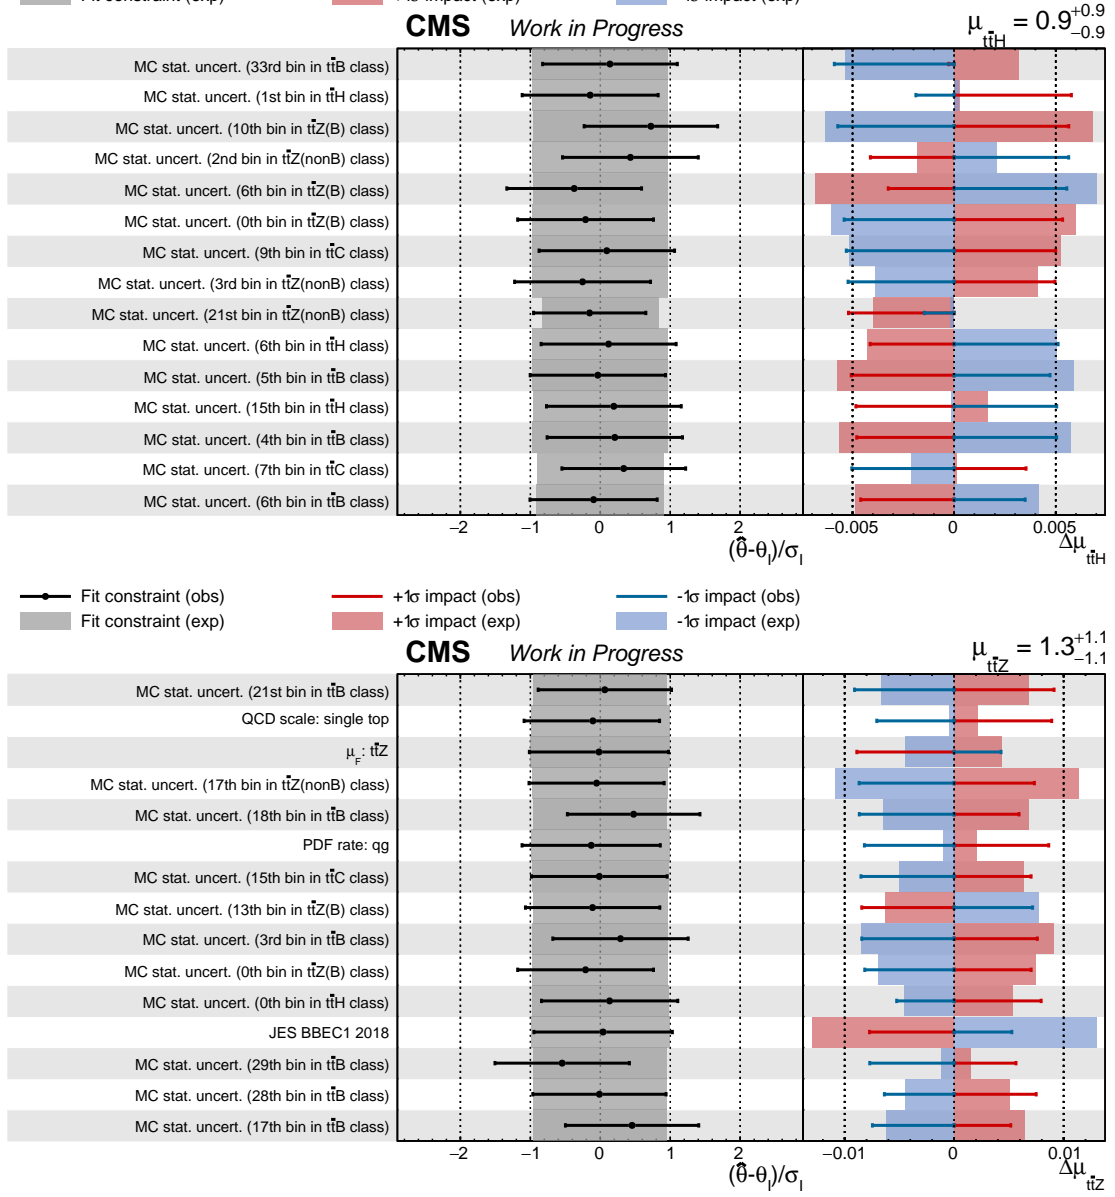 Fit constraint (exp) +1σ impact (exp) -1σ impact (exp)
CMS Work in Progress μ_tt̄H = 0.9 +0.9 −0.9
MC stat. uncert. (33rd bin in tt̄B class)
MC stat. uncert. (1st bin in tt̄H class)
MC stat. uncert. (10th bin in tt̄Z(B) class)
MC stat. uncert. (2nd bin in tt̄Z(nonB) class)
MC stat. uncert. (6th bin in tt̄Z(B) class)
MC stat. uncert. (0th bin in tt̄Z(B) class)
MC stat. uncert. (9th bin in tt̄C class)
MC stat. uncert. (3rd bin in tt̄Z(nonB) class)
MC stat. uncert. (21st bin in tt̄Z(nonB) class)
MC stat. uncert. (6th bin in tt̄H class)
MC stat. uncert. (5th bin in tt̄B class)
MC stat. uncert. (15th bin in tt̄H class)
MC stat. uncert. (4th bin in tt̄B class)
MC stat. uncert. (7th bin in tt̄C class)
MC stat. uncert. (6th bin in tt̄B class)
−2 −1 0 1 2 −0.005 0 0.005
(θ̂-θ_I)/σ_I Δμ_tt̄H
Fit constraint (obs) +1σ impact (obs) -1σ impact (obs)
Fit constraint (exp) +1σ impact (exp) -1σ impact (exp)
CMS Work in Progress μ_tt̄Z = 1.3 +1.1 −1.1
MC stat. uncert. (21st bin in tt̄B class)
QCD scale: single top
μ_F: tt̄Z
MC stat. uncert. (17th bin in tt̄Z(nonB) class)
MC stat. uncert. (18th bin in tt̄B class)
PDF rate: qg
MC stat. uncert. (15th bin in tt̄C class)
MC stat. uncert. (13th bin in tt̄Z(B) class)
MC stat. uncert. (3rd bin in tt̄B class)
MC stat. uncert. (0th bin in tt̄Z(B) class)
MC stat. uncert. (0th bin in tt̄H class)
JES BBEC1 2018
MC stat. uncert. (29th bin in tt̄B class)
MC stat. uncert. (28th bin in tt̄B class)
MC stat. uncert. (17th bin in tt̄B class)
−2 −1 0 1 2 −0.01 0 0.01
(θ̂-θ_I)/σ_I Δμ_tt̄Z